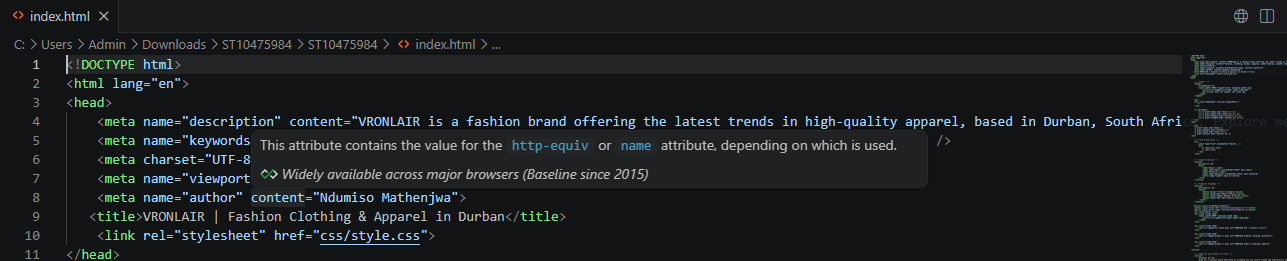 index.html
C: > Users > Admin > Downloads > ST10475984 > ST10475984 > index.html > ...
1 <!DOCTYPE html>
2 <html lang="en">
3 <head>
4 <meta name="description" content="VRONLAIR is a fashion brand offering the latest trends in high-quality apparel, based in Durban, South Afri
5 <meta name="keywords />
This attribute contains the value for the http-equiv or name attribute, depending on which is used.
6 <meta charset="UTF-8
7 <meta name="viewport
Widely available across major browsers (Baseline since 2015)
8 <meta name="author" content="Ndumiso Mathenjwa">
9 <title>VRONLAIR | Fashion Clothing & Apparel in Durban</title>
10 <link rel="stylesheet" href="css/style.css">
11 </head>